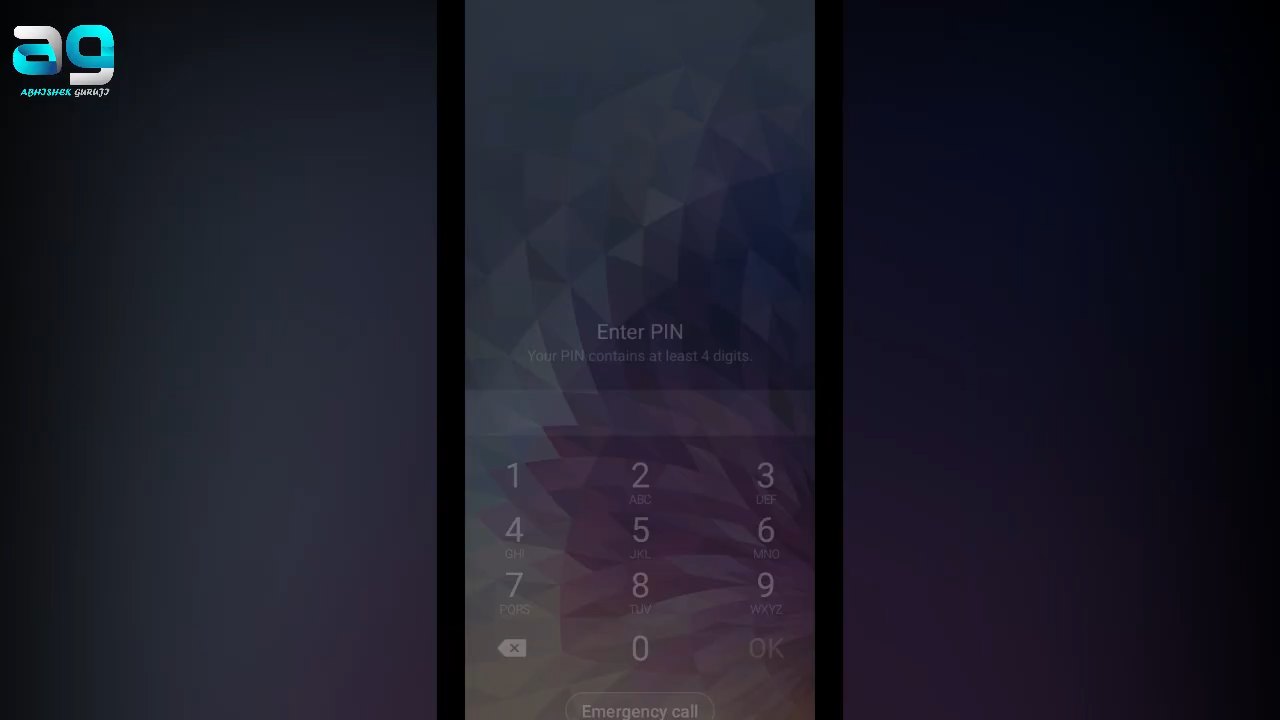 ag
ABHISHEK GURUJI
Enter PIN
Your PIN contains at least 4 digits.
1 2 3
ABC DEF
4 5 6
GHI JKL MNO
7 8 9
PQRS TUV WXYZ
0 OK
Emergency call